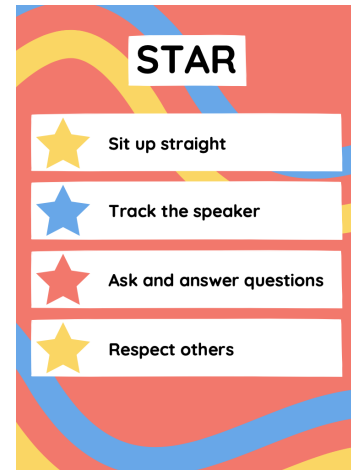 STAR
Sit up straight
Track the speaker
Ask and answer questions
Respect others